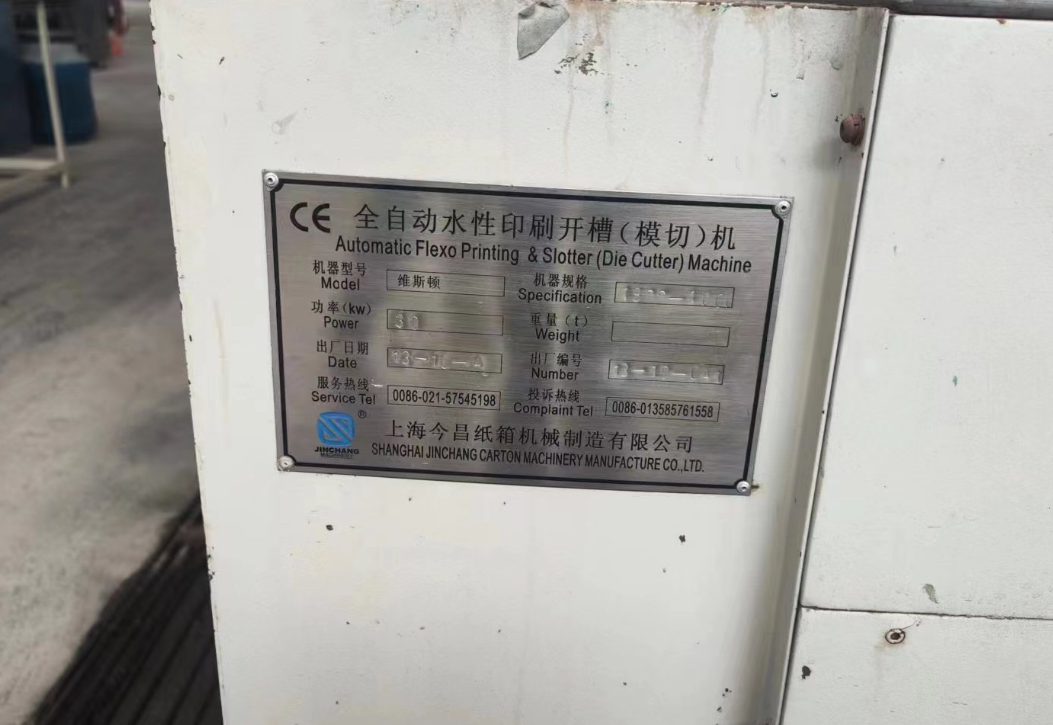 CE 全自动水性印刷开槽(模切)机
Automatic Flexo Printing & Slotter (Die Cutter) Machine
机器型号 维斯顿 机器规格
Model Specification
功率(kw) 30 重量(t)
Power Weight
出厂日期 出厂编号
Date Number
服务热线 0086-021-57545198 投诉热线 0086-013585761558
Service Tel Complaint Tel
® 上海今昌纸箱机械制造有限公司
JINCHANG SHANGHAI JINCHANG CARTON MACHINERY MANUFACTURE CO.,LTD.
MACHINERY